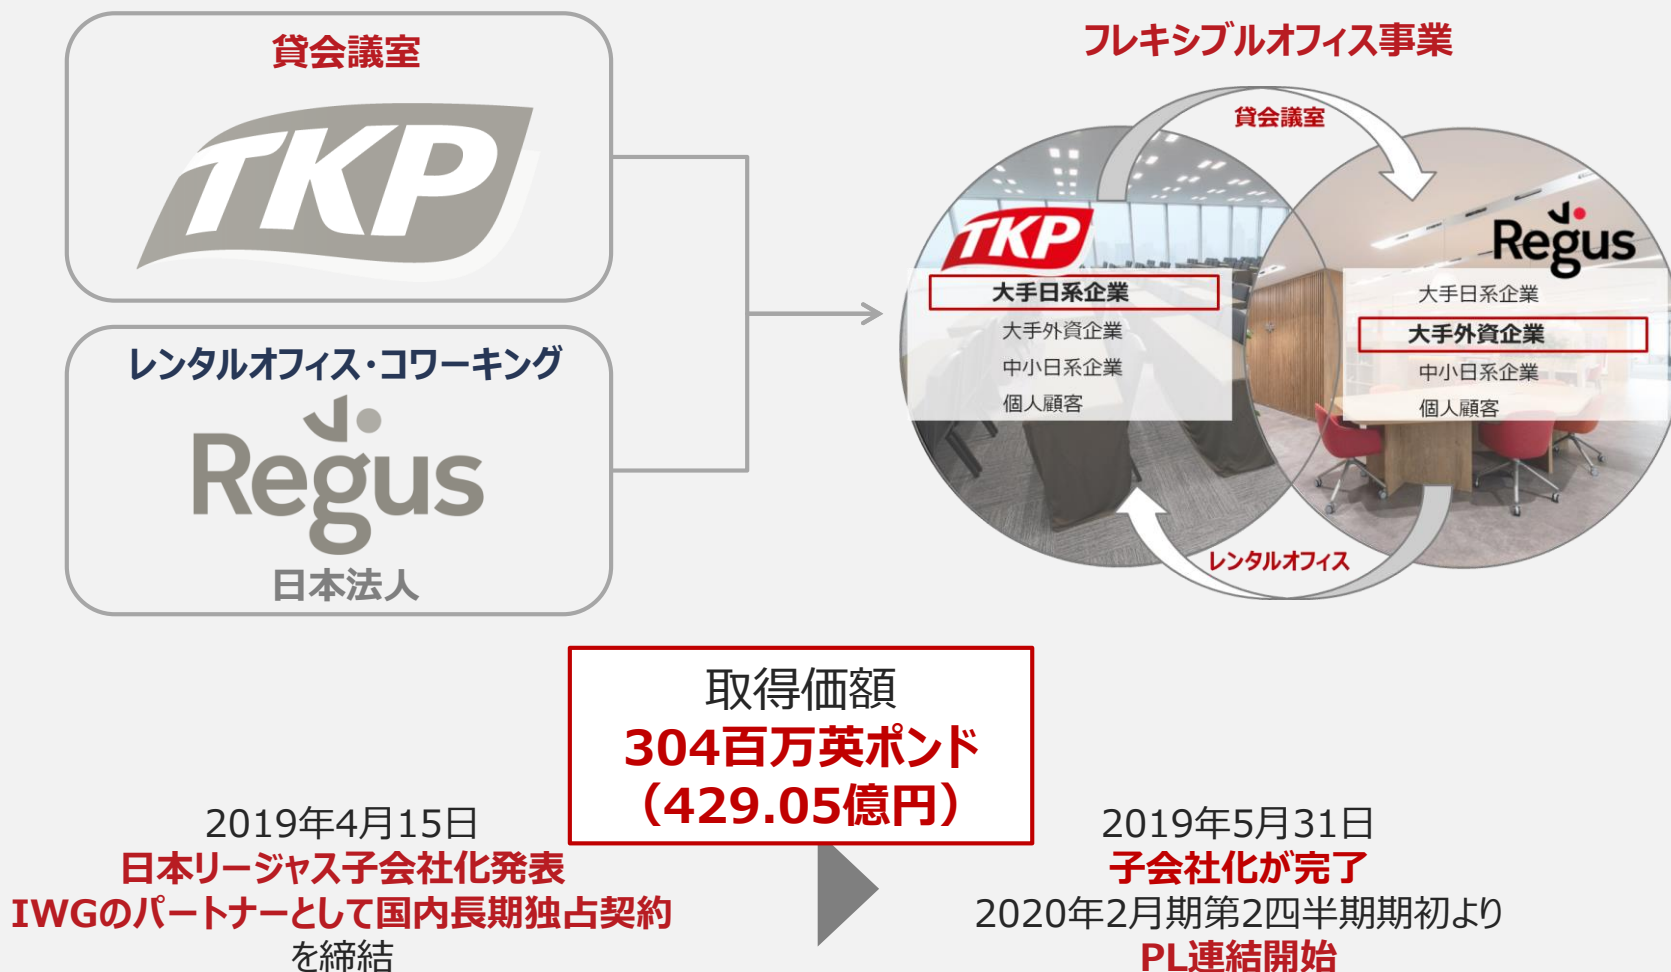 貸会議室
TKP
レンタルオフィス・コワーキング
Regus
日本法人
フレキシブルオフィス事業
貸会議室
TKP
大手日系企業
大手外資企業
中小日系企業
個人顧客
Regus
大手日系企業
大手外資企業
中小日系企業
個人顧客
レンタルオフィス
取得価額
304百万英ポンド
（429.05億円）
2019年4月15日
日本リージャス子会社化発表
IWGのパートナーとして国内長期独占契約
を締結
2019年5月31日
子会社化が完了
2020年2月期第2四半期期初より
PL連結開始